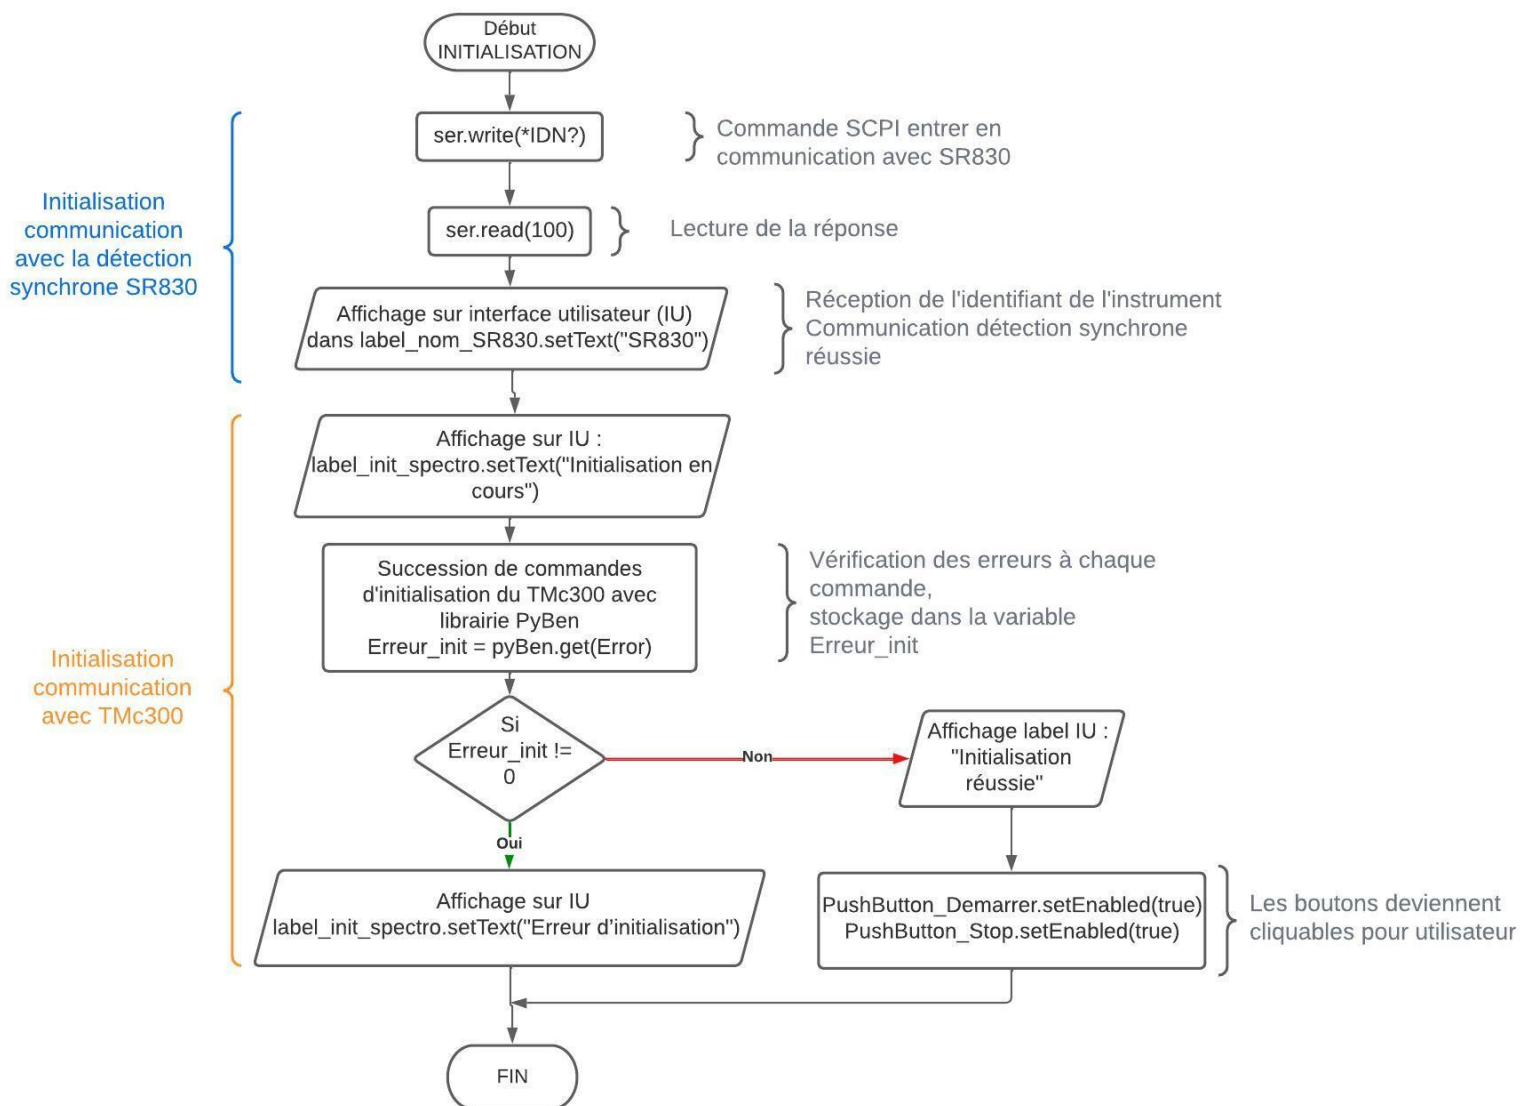 Début
INITIALISATION
ser.write(*IDN?)
Commande SCPI entrer en
communication avec SR830
Initialisation
communication
avec la détection
synchrone SR830
ser.read(100)
Lecture de la réponse
Affichage sur interface utilisateur (IU)
dans label_nom_SR830.setText("SR830")
Réception de l'identifiant de l'instrument
Communication détection synchrone
réussie
Affichage sur IU :
label_init_spectro.setText("Initialisation en
cours")
Succession de commandes
d'initialisation du TMc300 avec
librairie PyBen
Erreur_init = pyBen.get(Error)
Vérification des erreurs à chaque
commande,
stockage dans la variable
Erreur_init
Initialisation
communication
avec TMc300
Si
Erreur_init !=
0
Non
Affichage label IU :
"Initialisation
réussie"
Oui
Affichage sur IU
label_init_spectro.setText("Erreur d’initialisation")
PushButton_Demarrer.setEnabled(true)
PushButton_Stop.setEnabled(true)
Les boutons deviennent
cliquables pour utilisateur
FIN